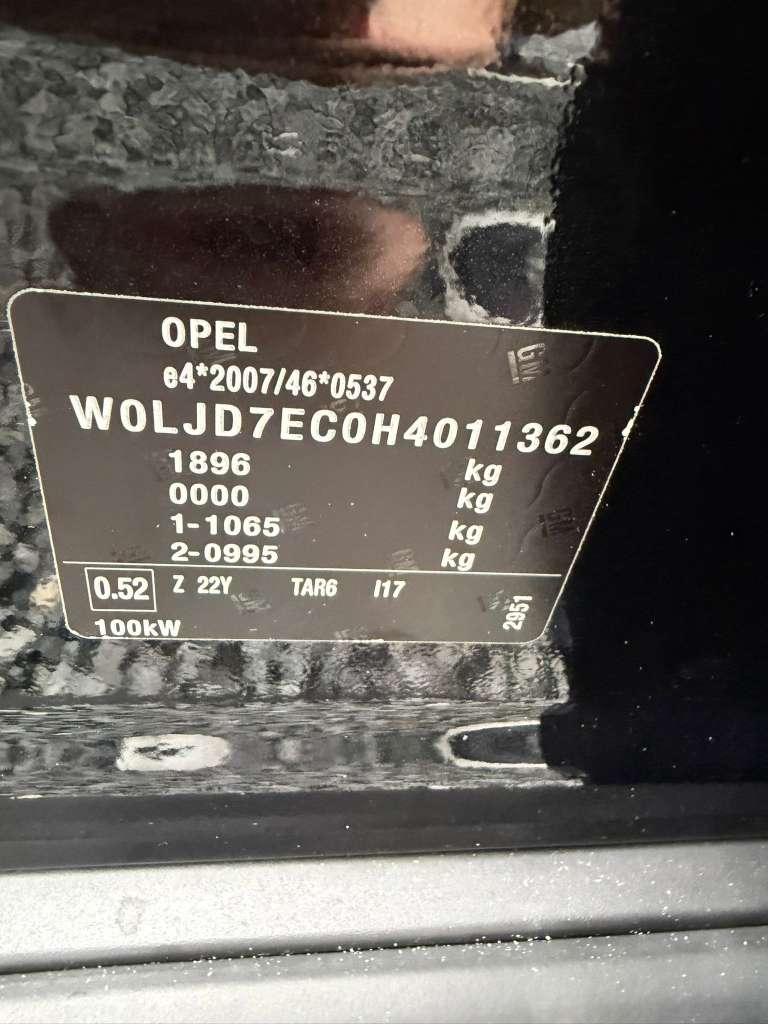 OPEL
e4*2007/46*0537
W0LJD7EC0H4011362
1896 kg
0000 kg
1-1065 kg
2-0995 kg
0.52 Z 22Y TAR6 I17
2951
100kW
GM